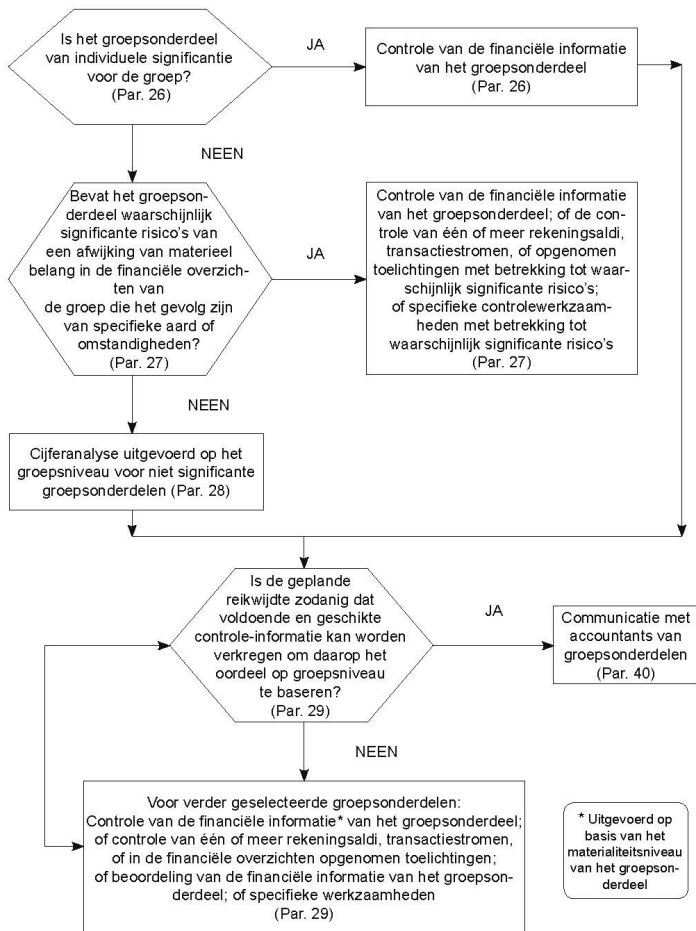 Is het groepsonderdeel
van individuele significantie
voor de groep?
(Par. 26)
JA
Controle van de financiële informatie
van het groepsonderdeel
(Par. 26)
NEEN
Bevat het groepson-
derdeel waarschijnlijk
significante risico's van
een afwijking van materieel
belang in de financiële overzich-
ten van
de groep die het gevolg zijn
van specifieke aard of
omstandigheden?
(Par. 27)
JA
Controle van de financiële informatie
van het groepsonderdeel; of de con-
trole van één of meer rekeningsaldi,
transactiestromen, of opgenomen
toelichtingen met betrekking tot waar-
schijnlijk significante risico's;
of specifieke controlewerkzaam-
heden met betrekking tot
waarschijnlijk significante risico's
(Par. 27)
NEEN
Cijferanalyse uitgevoerd op het
groepsniveau voor niet significante
groepsonderdelen (Par. 28)
Is de geplande
reikwijdte zodanig dat
voldoende en geschikte
controle-informatie kan worden
verkregen om daarop het
oordeel op groepsniveau
te baseren?
(Par. 29)
JA
Communicatie met
accountants van
groepsonderdelen
(Par. 40)
NEEN
Voor verder geselecteerde groepsonderdelen:
Controle van de financiële informatie* van het groepsonderdeel;
of controle van één of meer rekeningsaldi, transactiestromen,
of in de financiële overzichten opgenomen toelichtingen;
of beoordeling van de financiële informatie van het groepson-
derdeel; of specifieke werkzaamheden
(Par. 29)
* Uitgevoerd op
basis van het
materialiteitsniveau
van het groepson-
derdeel